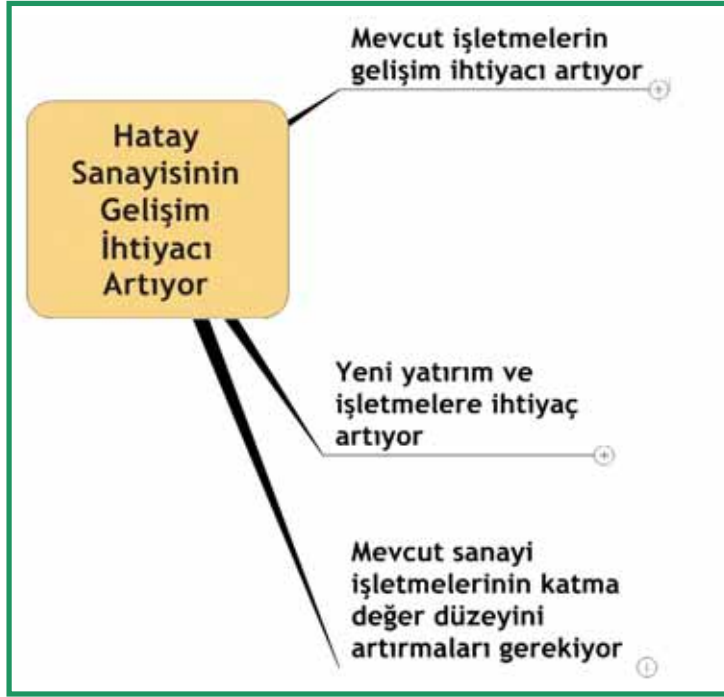 Hatay
Sanayisinin
Gelişim
İhtiyacı
Artıyor
Mevcut işletmelerin
gelişim ihtiyacı artıyor
Yeni yatırım ve
işletmelere ihtiyaç
artıyor
Mevcut sanayi
işletmelerinin katma
değer düzeyini
artırmaları gerekiyor